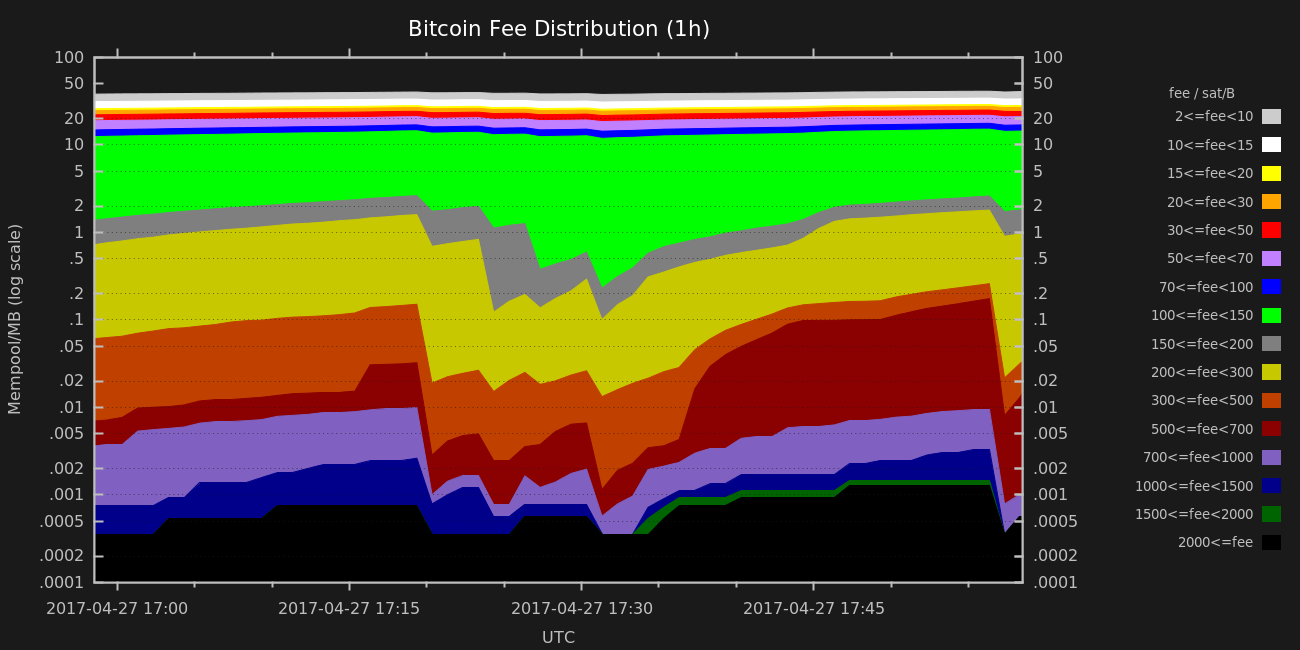 Bitcoin Fee Distribution (1h)
100
50
20
10
5
2
1
.5
.2
.1
.05
.02
.01
.005
.002
.001
.0005
.0002
.0001
Mempool/MB (log scale)
100
50
20
10
5
2
1
.5
.2
.1
.05
.02
.01
.005
.002
.001
.0005
.0002
.0001
2017-04-27 17:00 2017-04-27 17:15 2017-04-27 17:30 2017-04-27 17:45
UTC
fee / sat/B
2<=fee<10
10<=fee<15
15<=fee<20
20<=fee<30
30<=fee<50
50<=fee<70
70<=fee<100
100<=fee<150
150<=fee<200
200<=fee<300
300<=fee<500
500<=fee<700
700<=fee<1000
1000<=fee<1500
1500<=fee<2000
2000<=fee